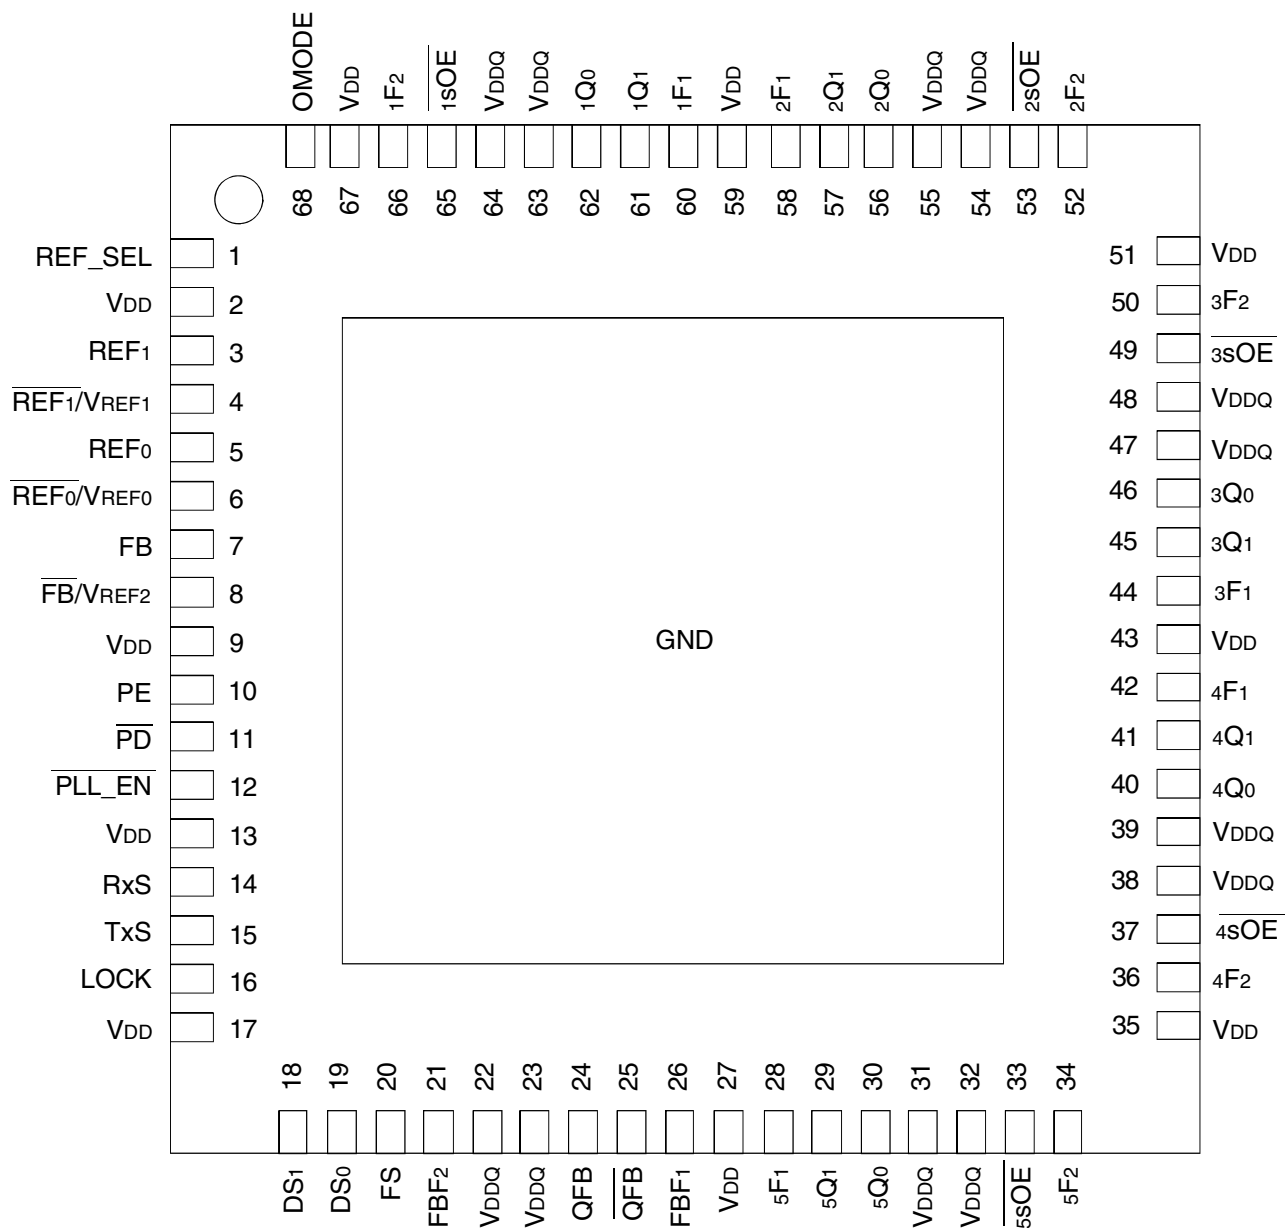 OMODE VDD 1F2 1sOE VDDQ VDDQ 1Q0 1Q1 1F1 VDD 2F1 2Q1 2Q0 VDDQ VDDQ 2sOE 2F2
68 67 66 65 64 63 62 61 60 59 58 57 56 55 54 53 52
REF_SEL 1 51 VDD
VDD 2 50 3F2
REF1 3 49 3sOE
REF1/VREF1 4 48 VDDQ
REF0 5 47 VDDQ
REF0/VREF0 6 46 3Q0
FB 7 45 3Q1
FB/VREF2 8 44 3F1
VDD 9 GND 43 VDD
PE 10 42 4F1
PD 11 41 4Q1
PLL_EN 12 40 4Q0
VDD 13 39 VDDQ
RxS 14 38 VDDQ
TxS 15 37 4sOE
LOCK 16 36 4F2
VDD 17 35 VDD
18 19 20 21 22 23 24 25 26 27 28 29 30 31 32 33 34
DS1 DS0 FS FBF2 VDDQ VDDQ QFB QFB FBF1 VDD 5F1 5Q1 5Q0 VDDQ VDDQ 5sOE 5F2